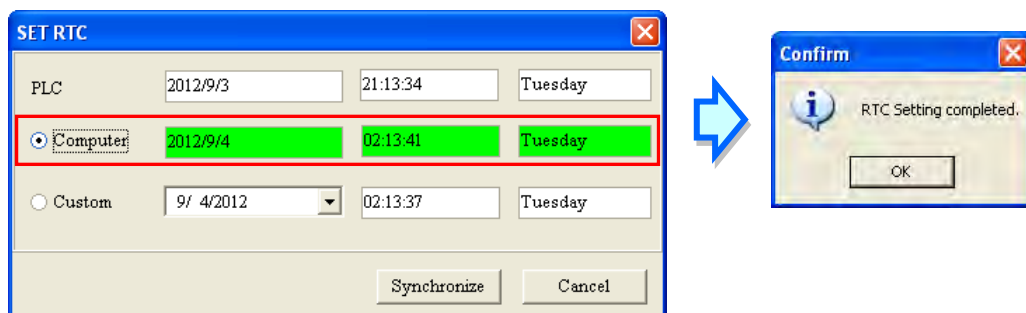 SET RTC
PLC 2012/9/3 21:13:34 Tuesday
Computer 2012/9/4 02:13:41 Tuesday
Custom 9/ 4/2012 02:13:37 Tuesday
Synchronize Cancel
Confirm
RTC Setting completed.
OK